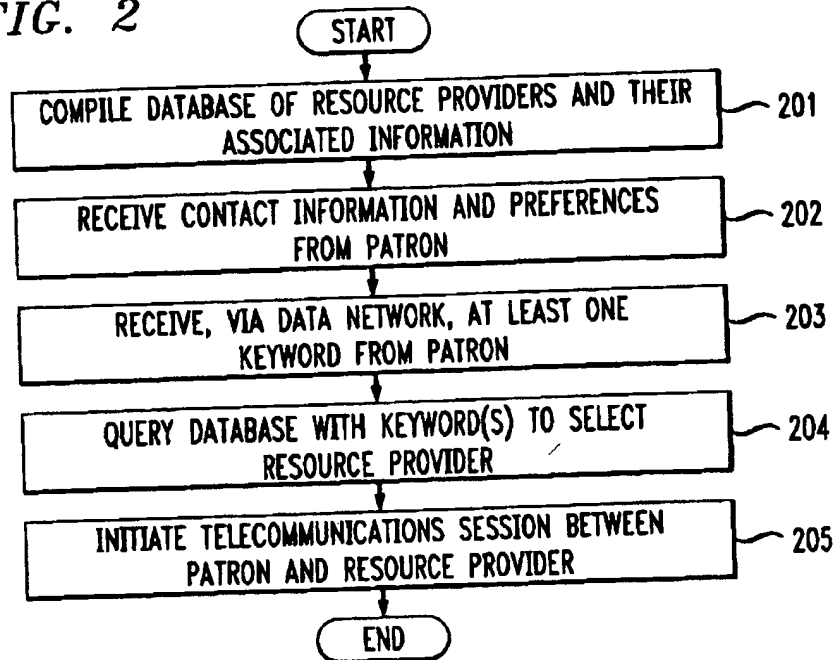 FIG. 2
START
COMPILE DATABASE OF RESOURCE PROVIDERS AND THEIR
ASSOCIATED INFORMATION
201
RECEIVE CONTACT INFORMATION AND PREFERENCES
FROM PATRON
202
RECEIVE, VIA DATA NETWORK, AT LEAST ONE
KEYWORD FROM PATRON
203
QUERY DATABASE WITH KEYWORD(S) TO SELECT
RESOURCE PROVIDER
204
INITIATE TELECOMMUNICATIONS SESSION BETWEEN
PATRON AND RESOURCE PROVIDER
205
END